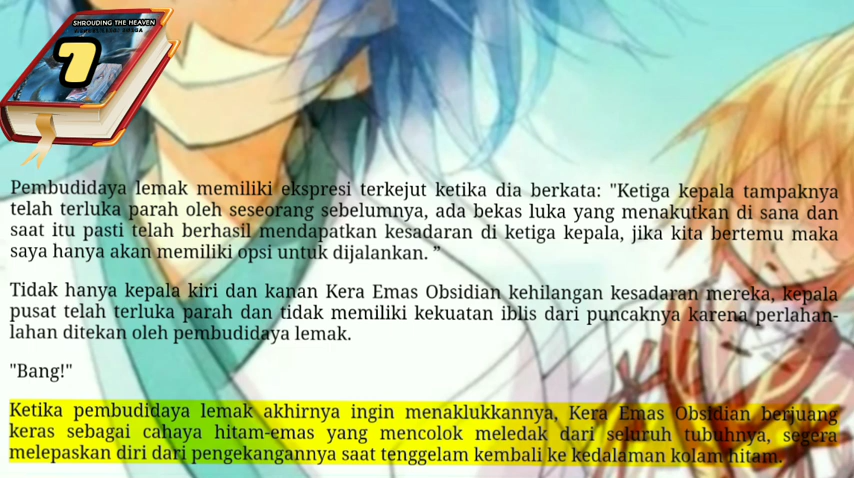 SHROUDING THE HEAVEN
7
Pembudidaya lemak memiliki ekspresi terkejut ketika dia berkata: "Ketiga kepala tampaknya
telah terluka parah oleh seseorang sebelumnya, ada bekas luka yang menakutkan di sana dan
saat itu pasti telah berhasil mendapatkan kesadaran di ketiga kepala, jika kita bertemu maka
saya hanya akan memiliki opsi untuk dijalankan. ”
Tidak hanya kepala kiri dan kanan Kera Emas Obsidian kehilangan kesadaran mereka, kepala
pusat telah terluka parah dan tidak memiliki kekuatan iblis dari puncaknya karena perlahan-
lahan ditekan oleh pembudidaya lemak.
"Bang!"
Ketika pembudidaya lemak akhirnya ingin menaklukkannya, Kera Emas Obsidian berjuang
keras sebagai cahaya hitam-emas yang mencolok meledak dari seluruh tubuhnya, segera
melepaskan diri dari pengekangannya saat tenggelam kembali ke kedalaman kolam hitam.